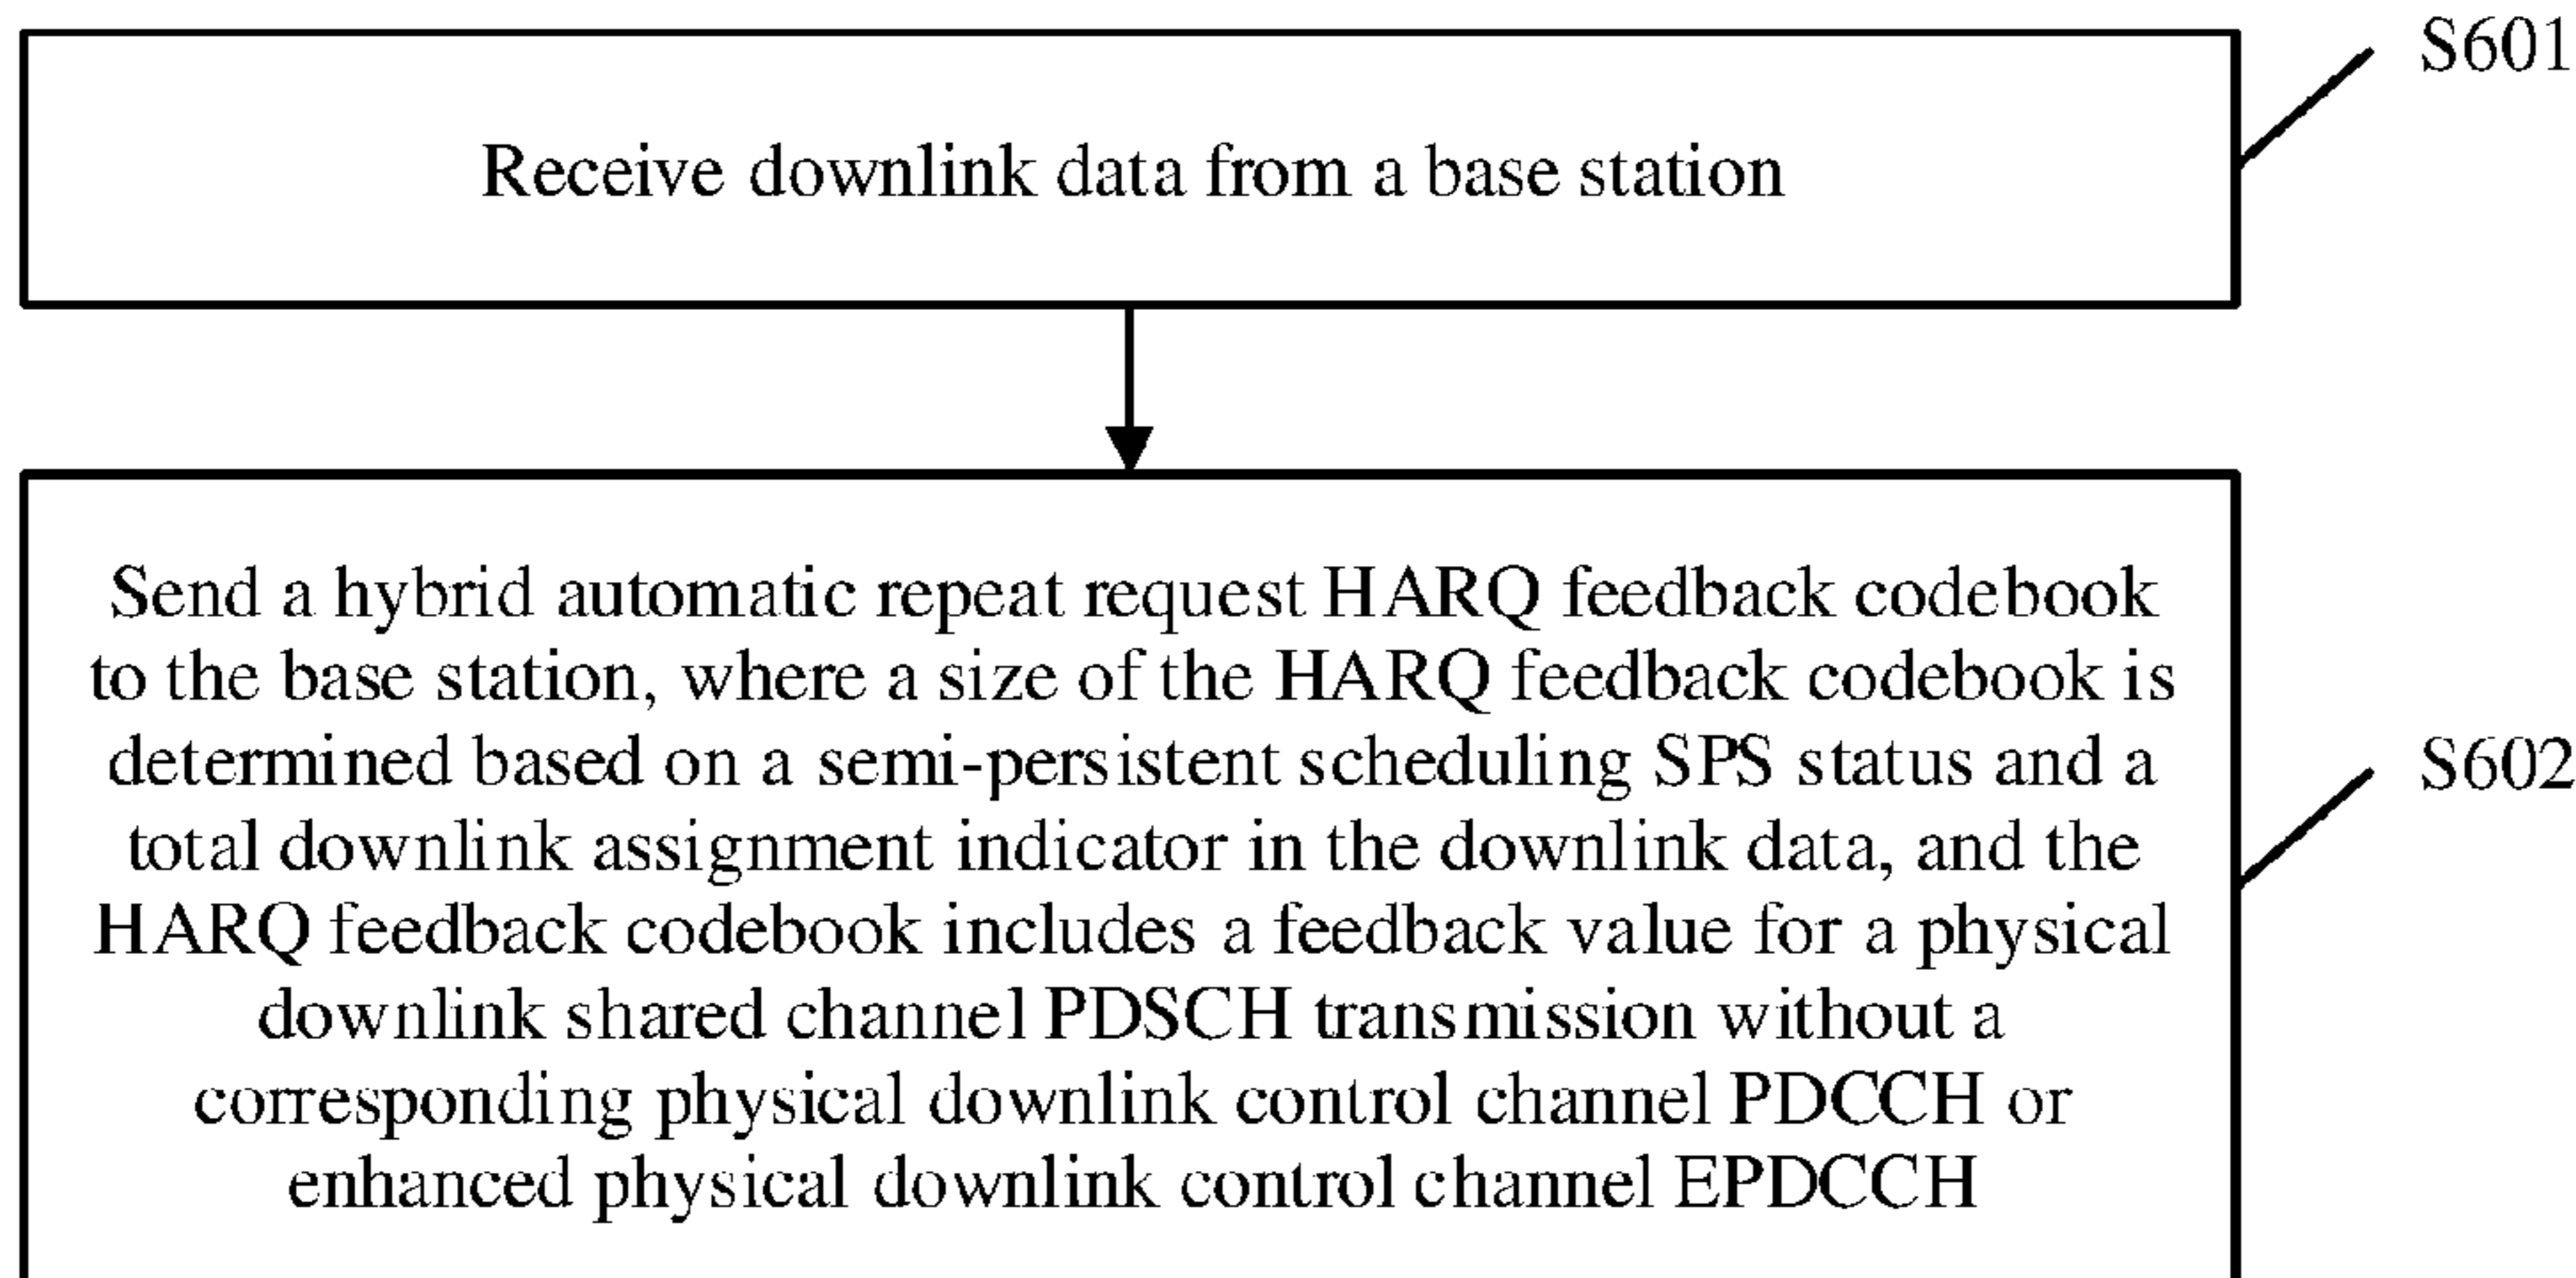 S601
Receive downlink data from a base station
Send a hybrid automatic repeat request HARQ feedback codebook
to the base station, where a size of the HARQ feedback codebook is
determined based on a semi-persistent scheduling SPS status and a
total downlink assignment indicator in the downlink data, and the
HARQ feedback codebook includes a feedback value for a physical
downlink shared channel PDSCH transmission without a
corresponding physical downlink control channel PDCCH or
enhanced physical downlink control channel EPDCCH
S602